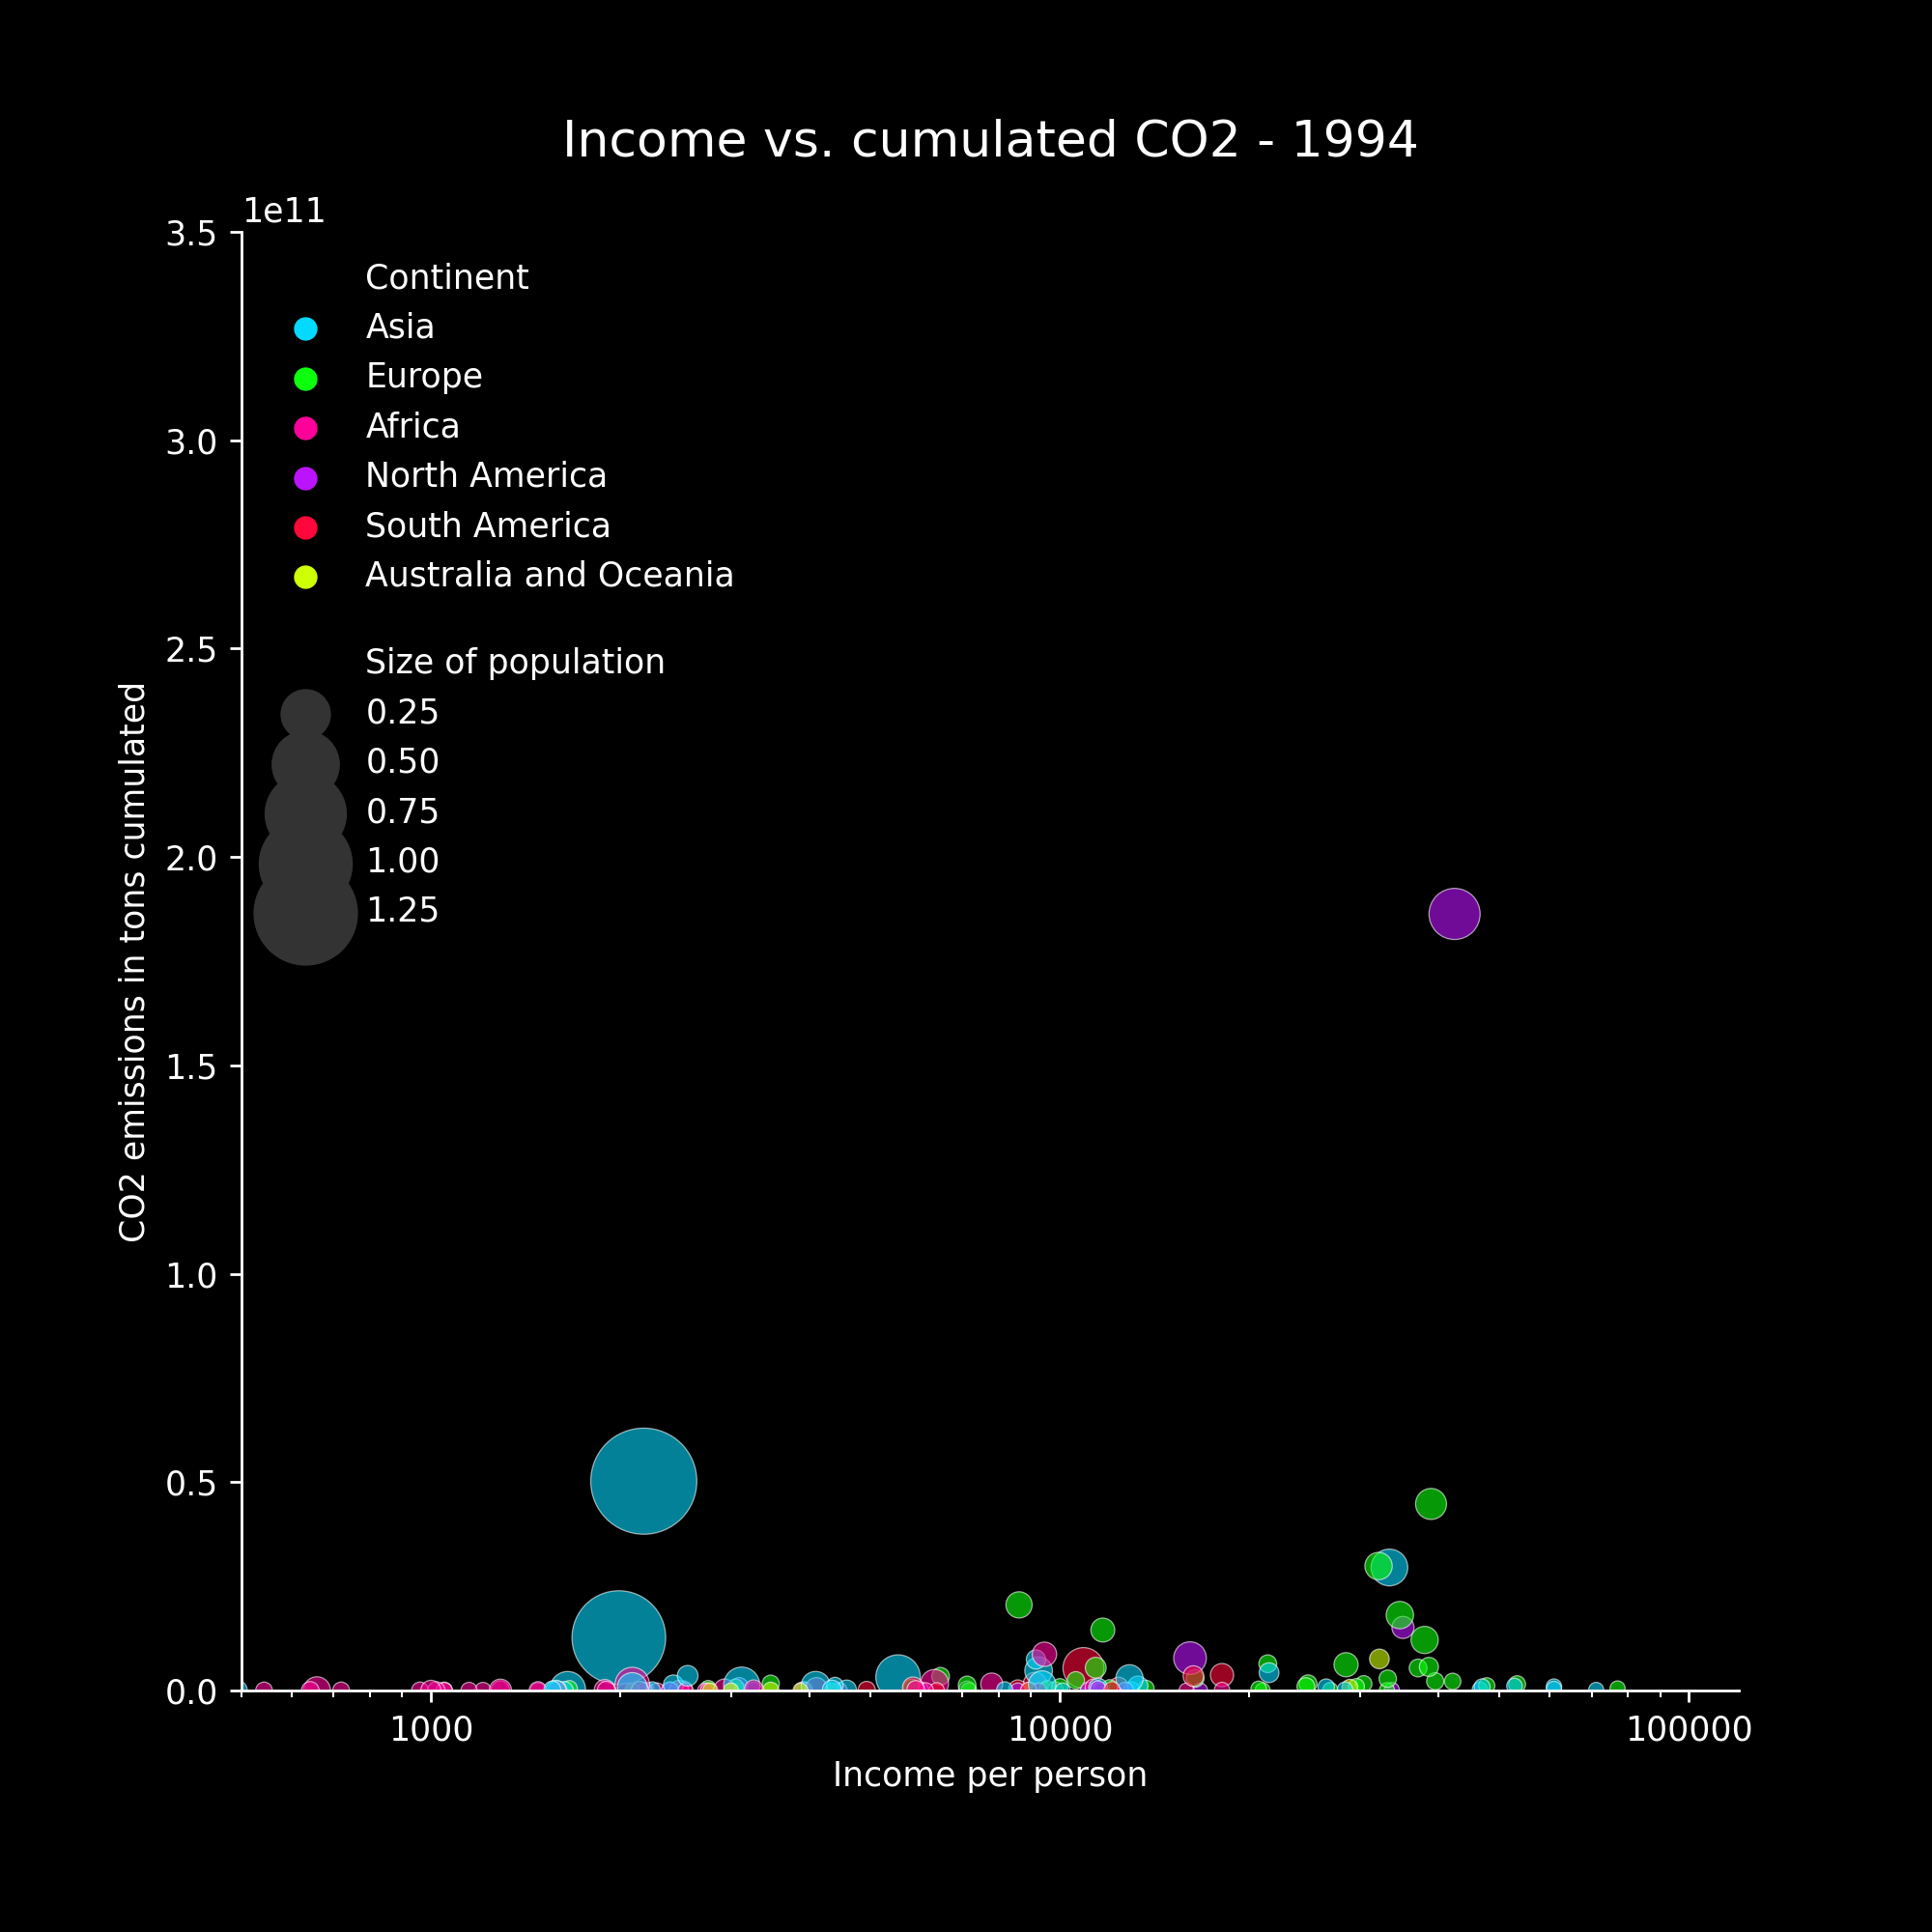 Income vs. cumulated CO2 - 1994
1e11
3.5
3.0
2.5
2.0
1.5
1.0
0.5
0.0
CO2 emissions in tons cumulated
Continent
Asia
Europe
Africa
North America
South America
Australia and Oceania
Size of population
0.25
0.50
0.75
1.00
1.25
1000 10000 100000
Income per person